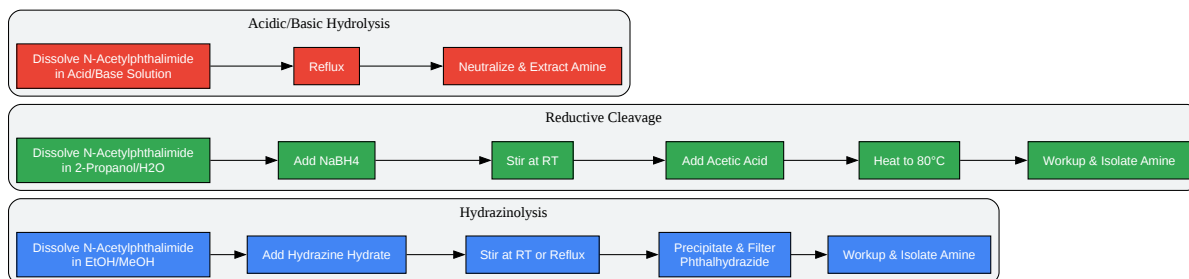 Acidic/Basic Hydrolysis
Dissolve N-Acetylphthalimide
in Acid/Base Solution
Reflux
Neutralize & Extract Amine
Reductive Cleavage
Dissolve N-Acetylphthalimide
in 2-Propanol/H2O
Add NaBH4
Stir at RT
Add Acetic Acid
Heat to 80°C
Workup & Isolate Amine
Hydrazinolysis
Dissolve N-Acetylphthalimide
in EtOH/MeOH
Add Hydrazine Hydrate
Stir at RT or Reflux
Precipitate & Filter
Phthalhydrazide
Workup & Isolate Amine